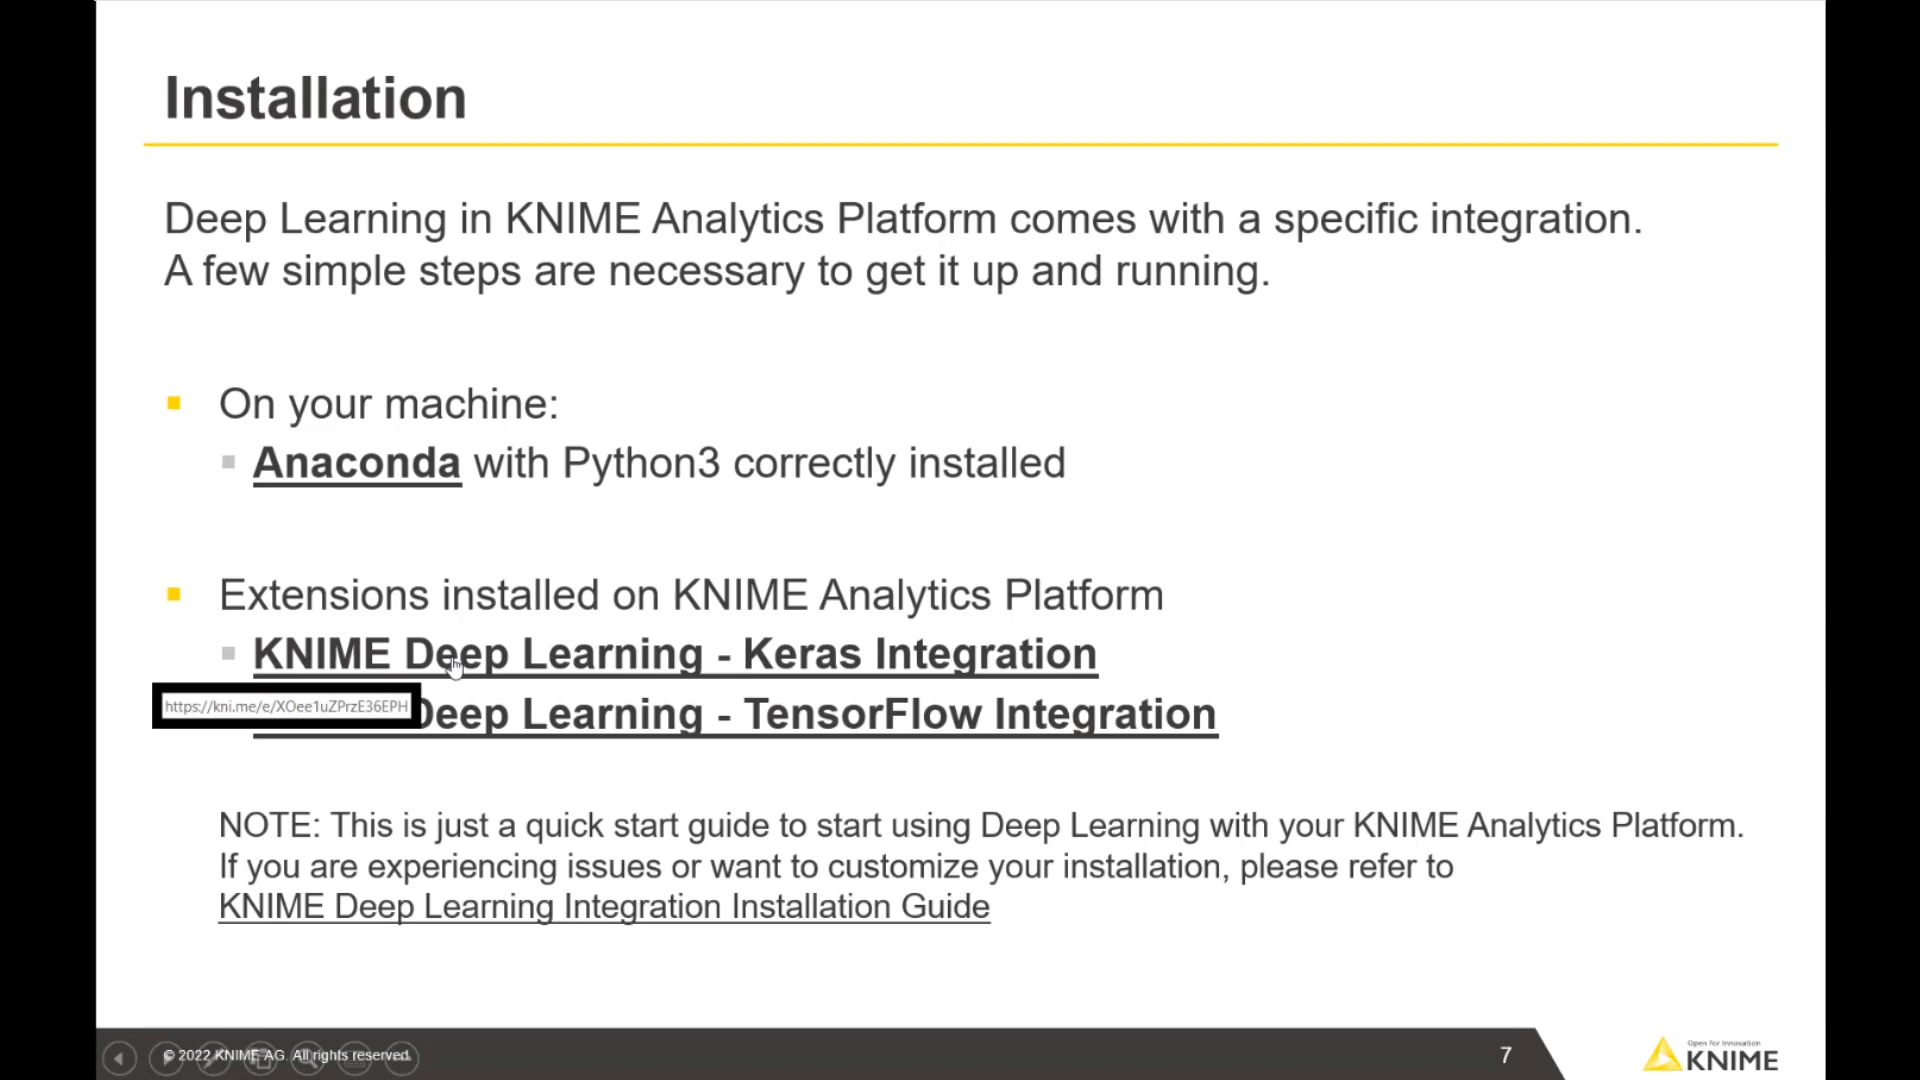 Installation
Deep Learning in KNIME Analytics Platform comes with a specific integration.
A few simple steps are necessary to get it up and running.
On your machine:
Anaconda with Python3 correctly installed
Extensions installed on KNIME Analytics Platform
KNIME Deep Learning - Keras Integration
https://kni.me/e/XOee1uZPrzE36EPH
Deep Learning - TensorFlow Integration
NOTE: This is just a quick start guide to start using Deep Learning with your KNIME Analytics Platform.
If you are experiencing issues or want to customize your installation, please refer to
KNIME Deep Learning Integration Installation Guide
© 2022 KNIME AG. All rights reserved.
7
Open for Innovation
KNIME